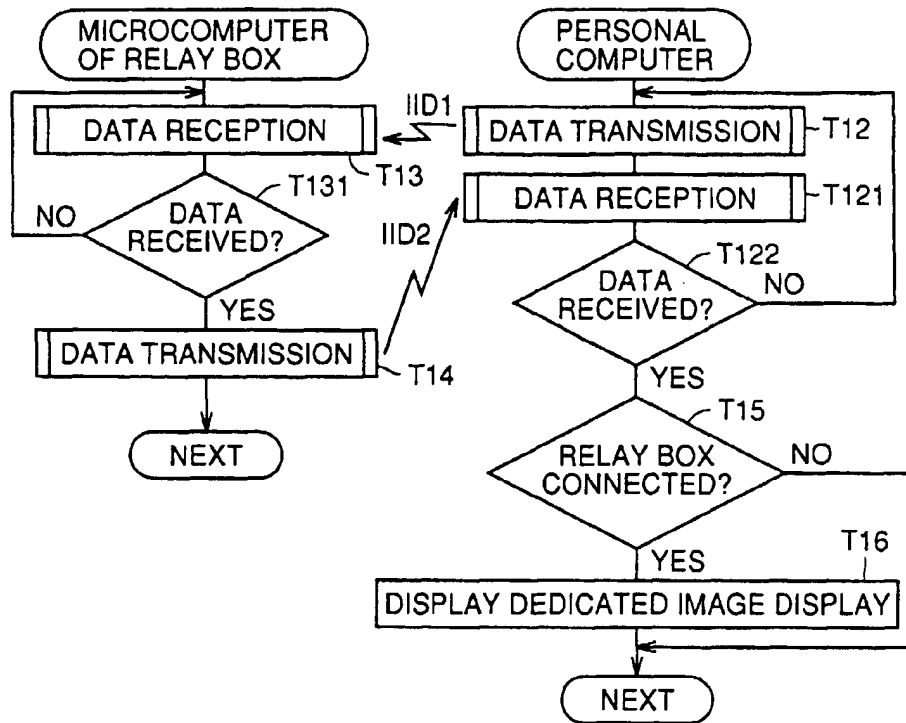 MICROCOMPUTER
OF RELAY BOX
DATA RECEPTION
T13
T131
DATA
RECEIVED?
NO
YES
DATA TRANSMISSION
T14
NEXT
IID1
IID2
PERSONAL
COMPUTER
DATA TRANSMISSION
T12
DATA RECEPTION
T121
T122
DATA
RECEIVED?
NO
YES
T15
RELAY BOX
CONNECTED?
NO
YES
T16
DISPLAY DEDICATED IMAGE DISPLAY
NEXT